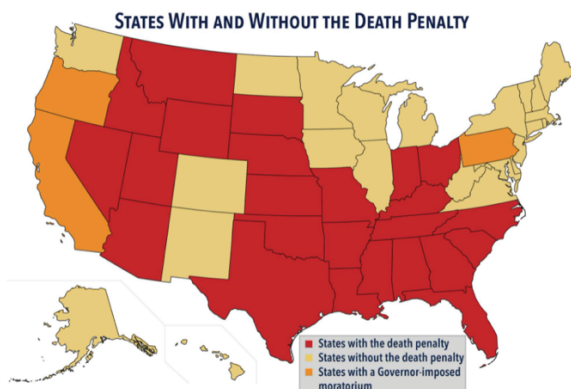 States With and Without the Death Penalty
States with the death penalty
States without the death penalty
States with a Governor-imposed
moratorium